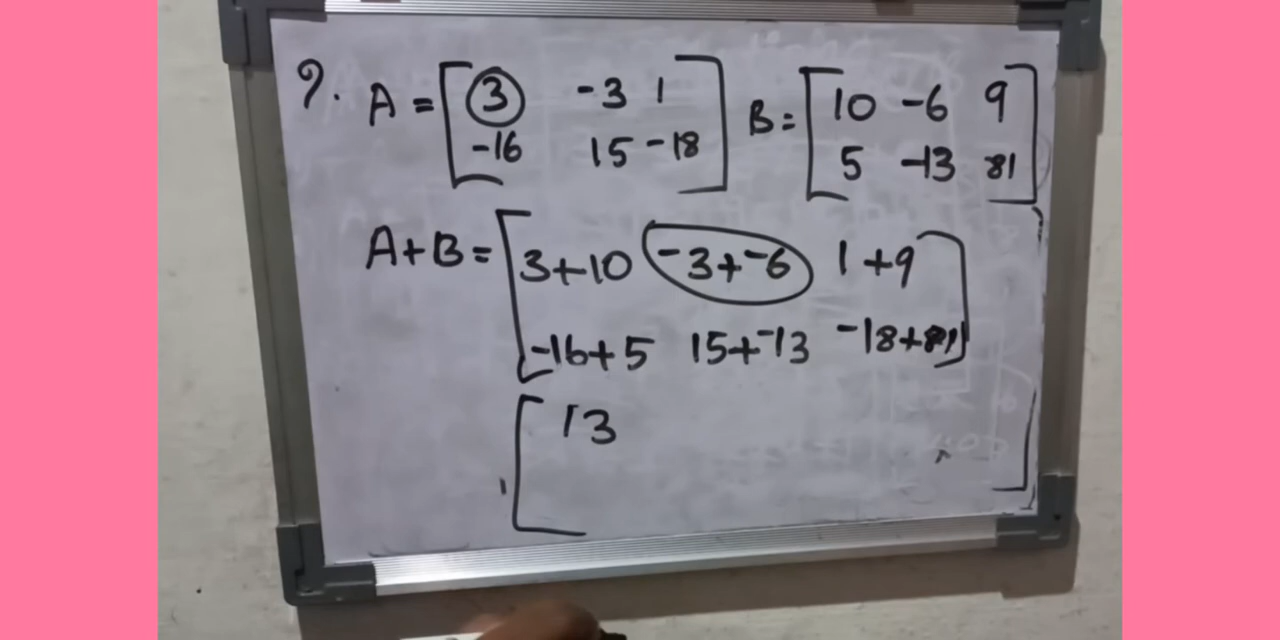 9. A = [ 3 -3 1 ] B = [ 10 -6 9 ]
-16 15 -18 5 -13 81
A+B = [ 3+10 -3+-6 1+9 ]
-16+5 15+-13 -18+81
[ 13 ]